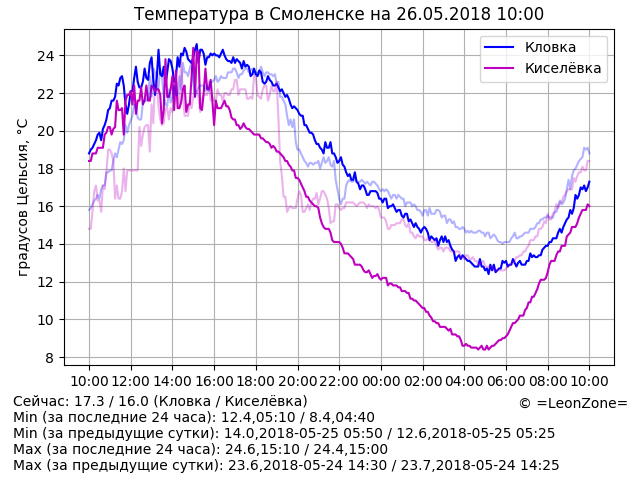 Температура в Смоленске на 26.05.2018 10:00
Кловка
Киселёвка
градусов Цельсия, °C
24
22
20
18
16
14
12
10
8
10:00 12:00 14:00 16:00 18:00 20:00 22:00 00:00 02:00 04:00 06:00 08:00 10:00
Сейчас: 17.3 / 16.0 (Кловка / Киселёвка)
© =LeonZone=
Min (за последние 24 часа): 12.4,05:10 / 8.4,04:40
Min (за предыдущие сутки): 14.0,2018-05-25 05:50 / 12.6,2018-05-25 05:25
Max (за последние 24 часа): 24.6,15:10 / 24.4,15:00
Max (за предыдущие сутки): 23.6,2018-05-24 14:30 / 23.7,2018-05-24 14:25